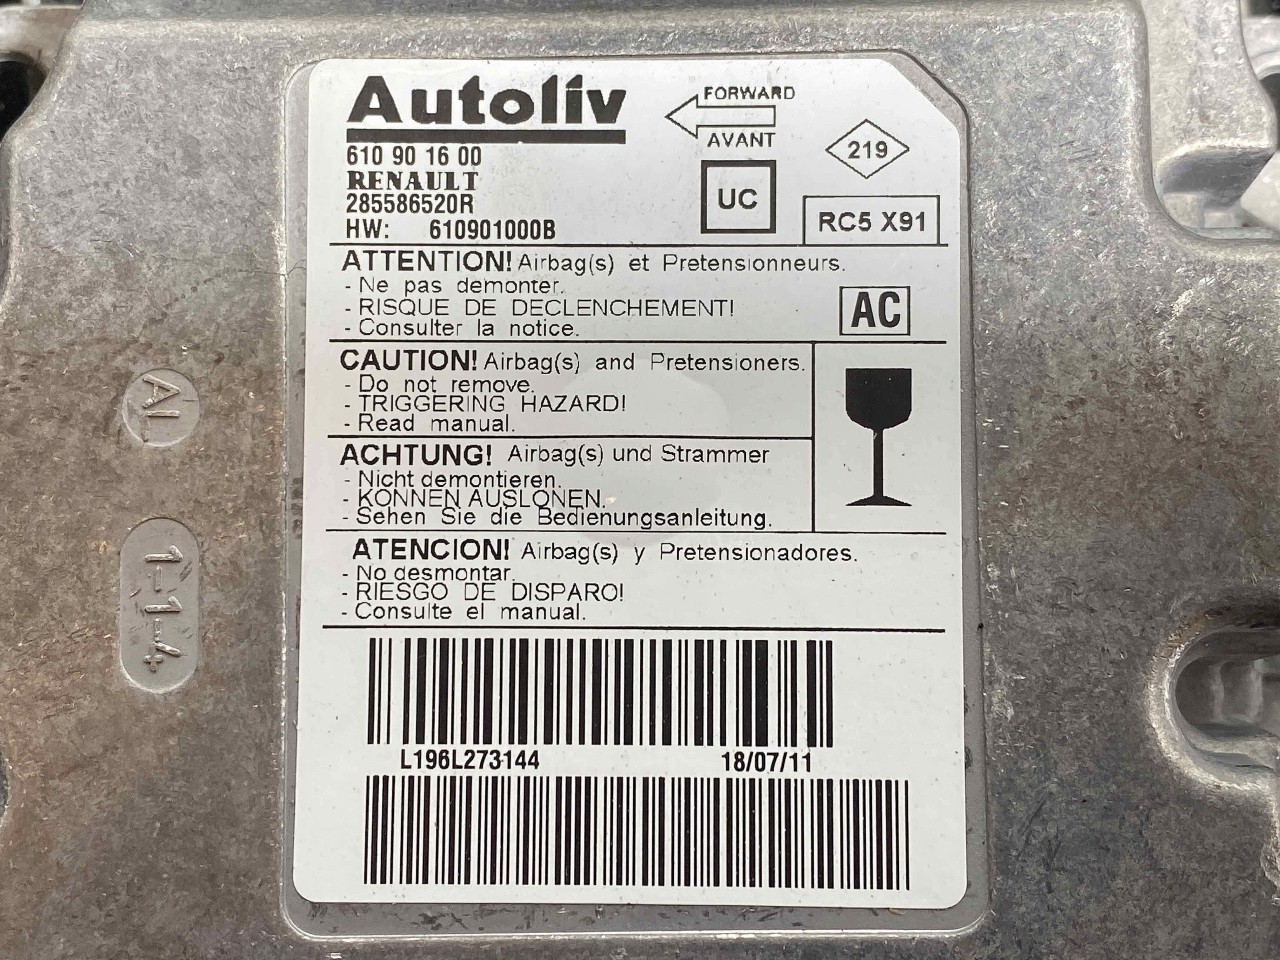 Autoliv
FORWARD
AVANT
219
610 90 16 00
RENAULT
285586520R
HW: 610901000B
UC
RC5 X91
ATTENTION! Airbag(s) et Pretensionneurs.
- Ne pas demonter.
- RISQUE DE DECLENCHEMENT!
- Consulter la notice.
AC
CAUTION! Airbag(s) and Pretensioners.
- Do not remove.
- TRIGGERING HAZARD!
- Read manual.
ACHTUNG! Airbag(s) und Strammer
- Nicht demontieren.
- KONNEN AUSLONEN.
- Sehen Sie die Bedienungsanleitung.
ATENCION! Airbag(s) y Pretensionadores.
- No desmontar.
- RIESGO DE DISPARO!
- Consulte el manual.
L196L273144 18/07/11
AL
1-1-4